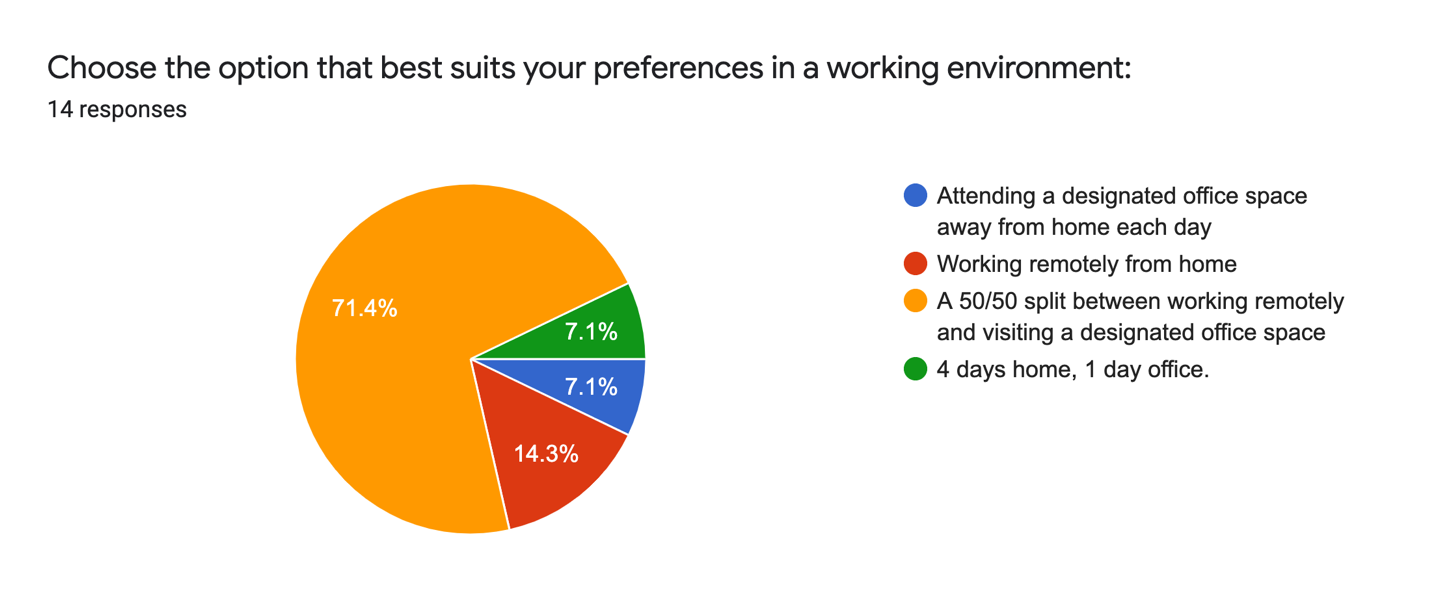 Choose the option that best suits your preferences in a working environment:
14 responses
71.4%
7.1%
7.1%
14.3%
Attending a designated office space
away from home each day
Working remotely from home
A 50/50 split between working remotely
and visiting a designated office space
4 days home, 1 day office.